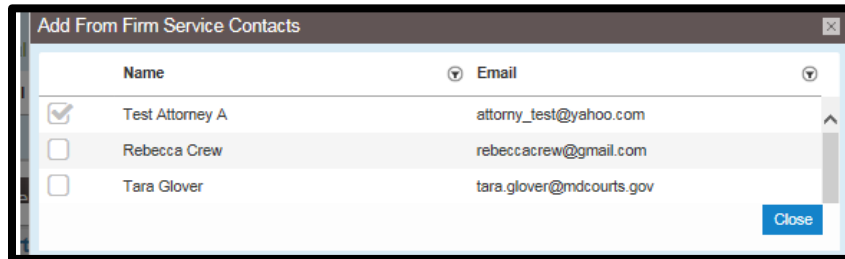 Add From Firm Service Contacts
Name Email
Test Attorney A attorny_test@yahoo.com
Rebecca Crew rebeccacrew@gmail.com
Tara Glover tara.glover@mdcourts.gov
Close